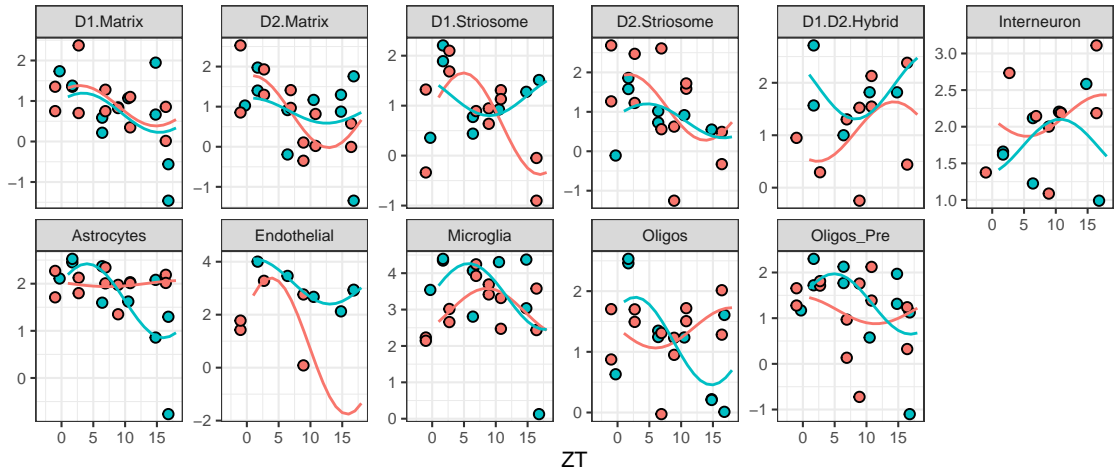 D1.Matrix D2.Matrix D1.Striosome D2.Striosome D1.D2.Hybrid Interneuron
2 1 0 −1
2 1 0 −1
2 1 0 −1
2 1 0 −1
2 1 0
3.0 2.5 2.0 1.5 1.0
0 5 10 15
Astrocytes Endothelial Microglia Oligos Oligos_Pre
2 0
4 2 0 −2
4 3 2 1 0
2 1 0
2 1 0 −1
0 5 10 15 0 5 10 15 0 5 10 15 0 5 10 15 0 5 10 15
ZT